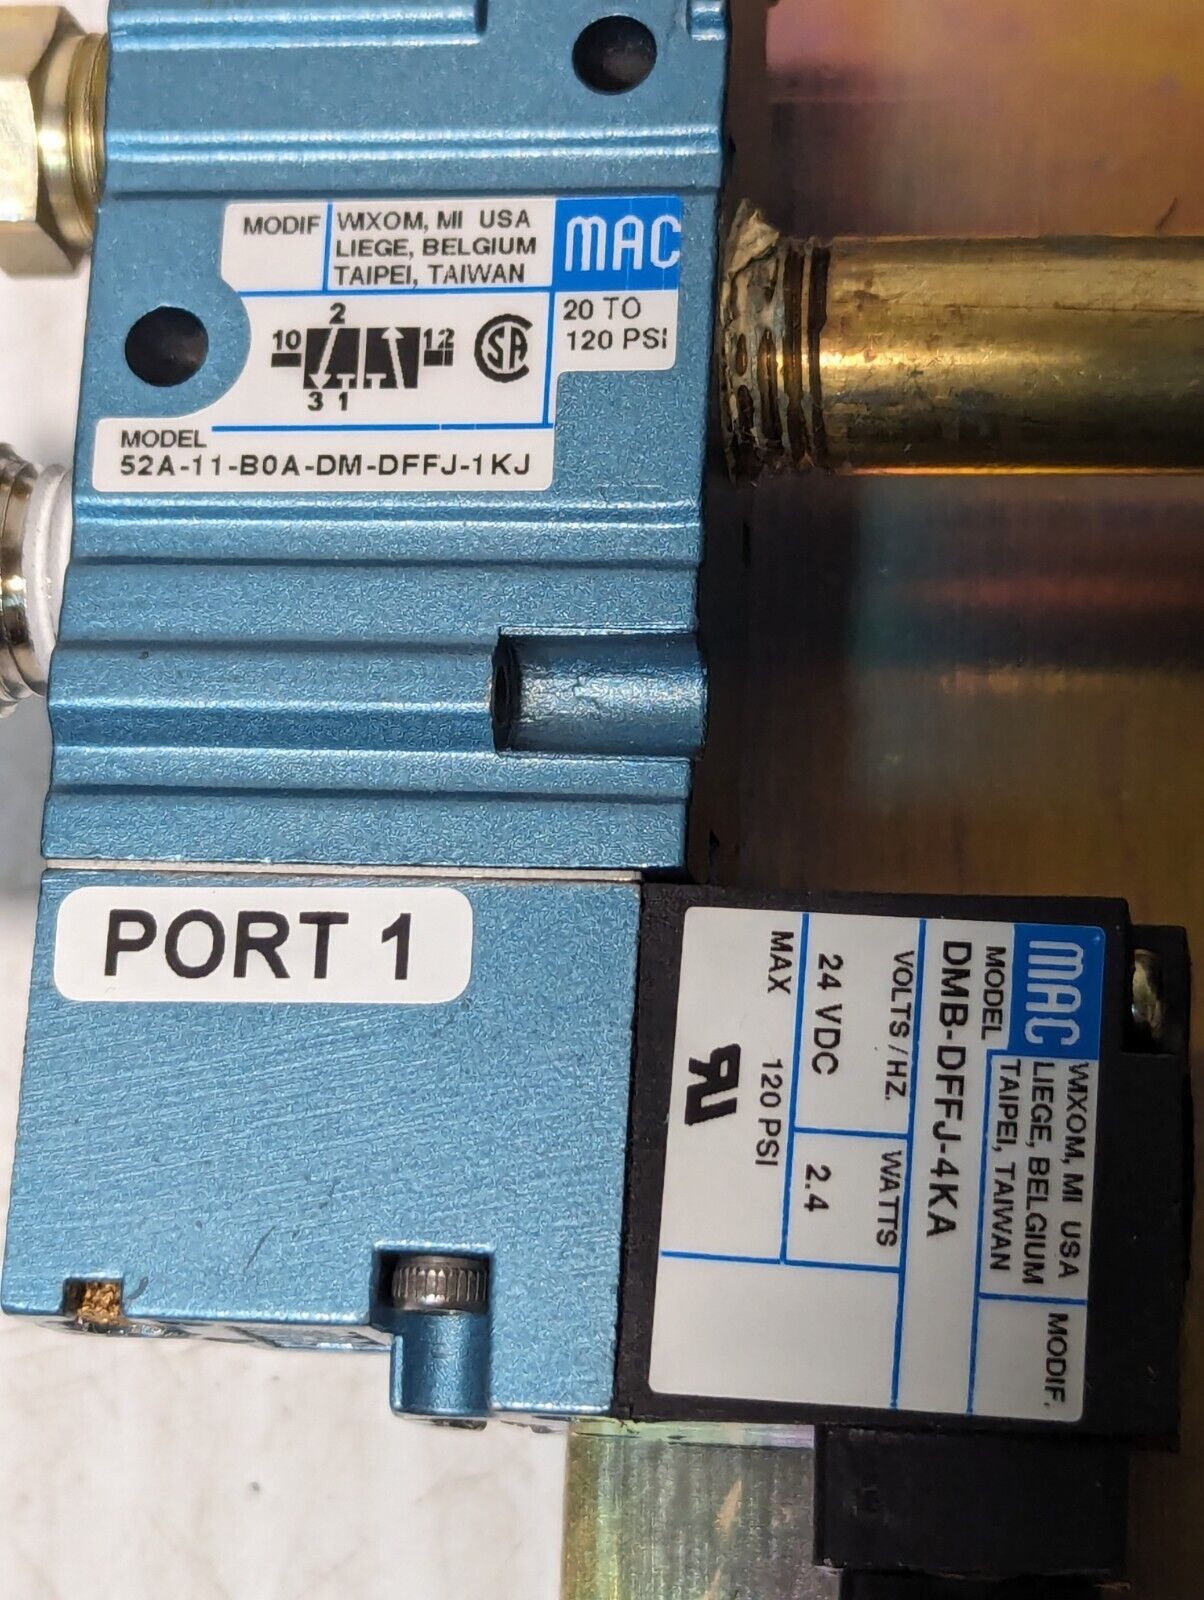 MODIF
WIXOM, MI USA
LIEGE, BELGIUM
TAIPEI, TAIWAN
MAC
20 TO
120 PSI
2
10
12
3 1
SA
MODEL
52A-11-B0A-DM-DFFJ-1KJ
PORT 1
MAC
WIXOM, MI USA
LIEGE, BELGIUM
TAIPEI, TAIWAN
MODIF.
MODEL
DMB-DFFJ-4KA
VOLTS/HZ.
WATTS
24 VDC
2.4
MAX 120 PSI